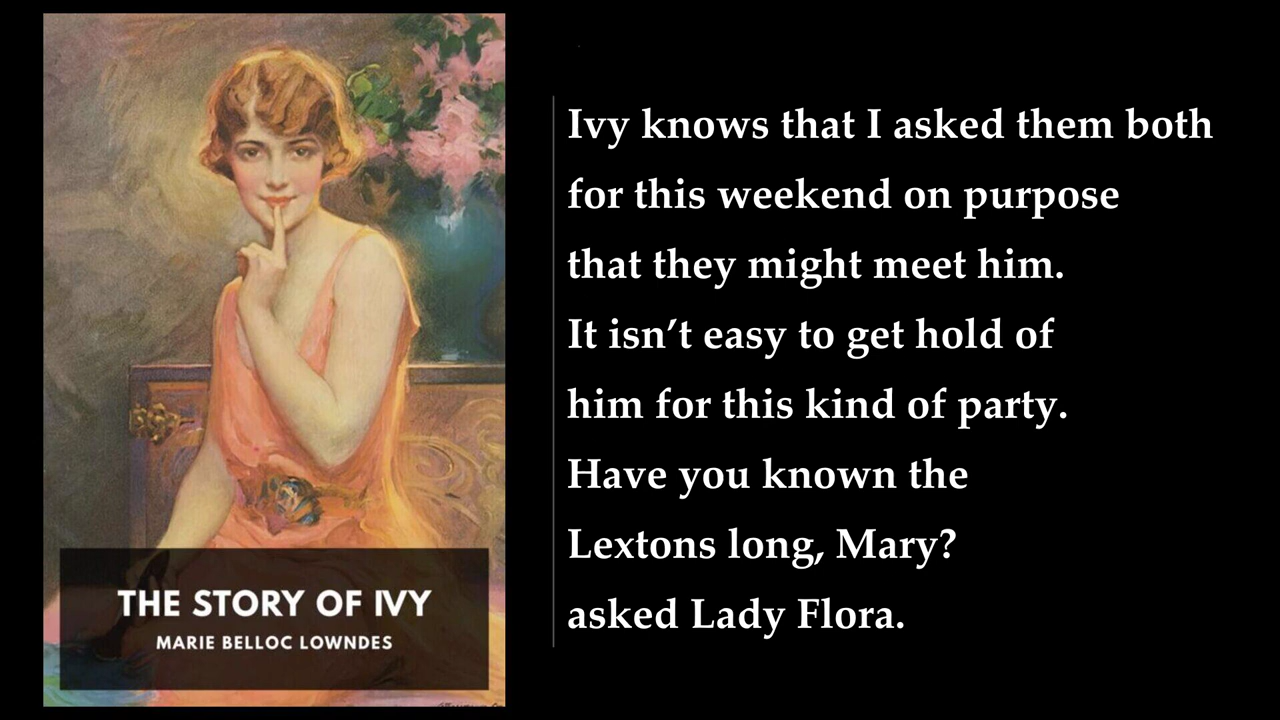 THE STORY OF IVY
MARIE BELLOC LOWNDES
Ivy knows that I asked them both
for this weekend on purpose
that they might meet him.
It isn’t easy to get hold of
him for this kind of party.
Have you known the
Lextons long, Mary?
asked Lady Flora.